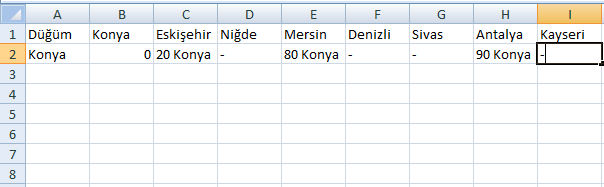 A B C D E F G H I
1 Düğüm Konya Eskişehir Niğde Mersin Denizli Sivas Antalya Kayseri
2 Konya 0 20 Konya - 80 Konya - - 90 Konya -
3
4
5
6
7
8